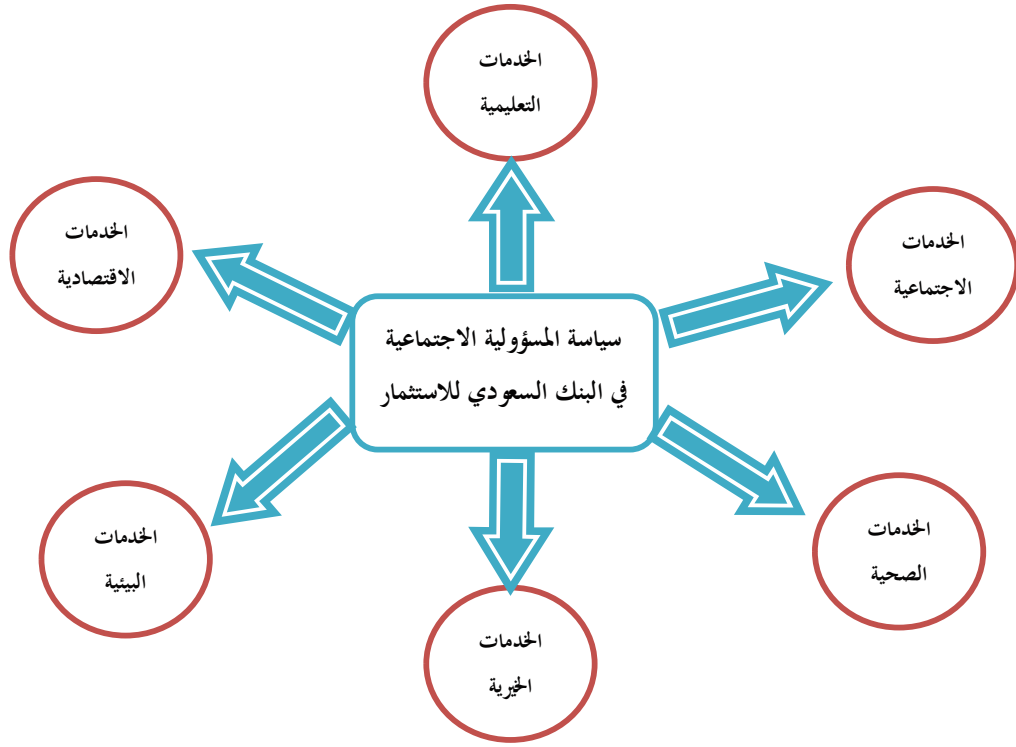 الخدمات
التعليمية
الخدمات
الاجتماعية
الخدمات
الاقتصادية
سياسة المسؤولية الاجتماعية
في البنك السعودي للاستثمار
الخدمات
الصحية
الخدمات
البيئية
الخدمات
الخيرية